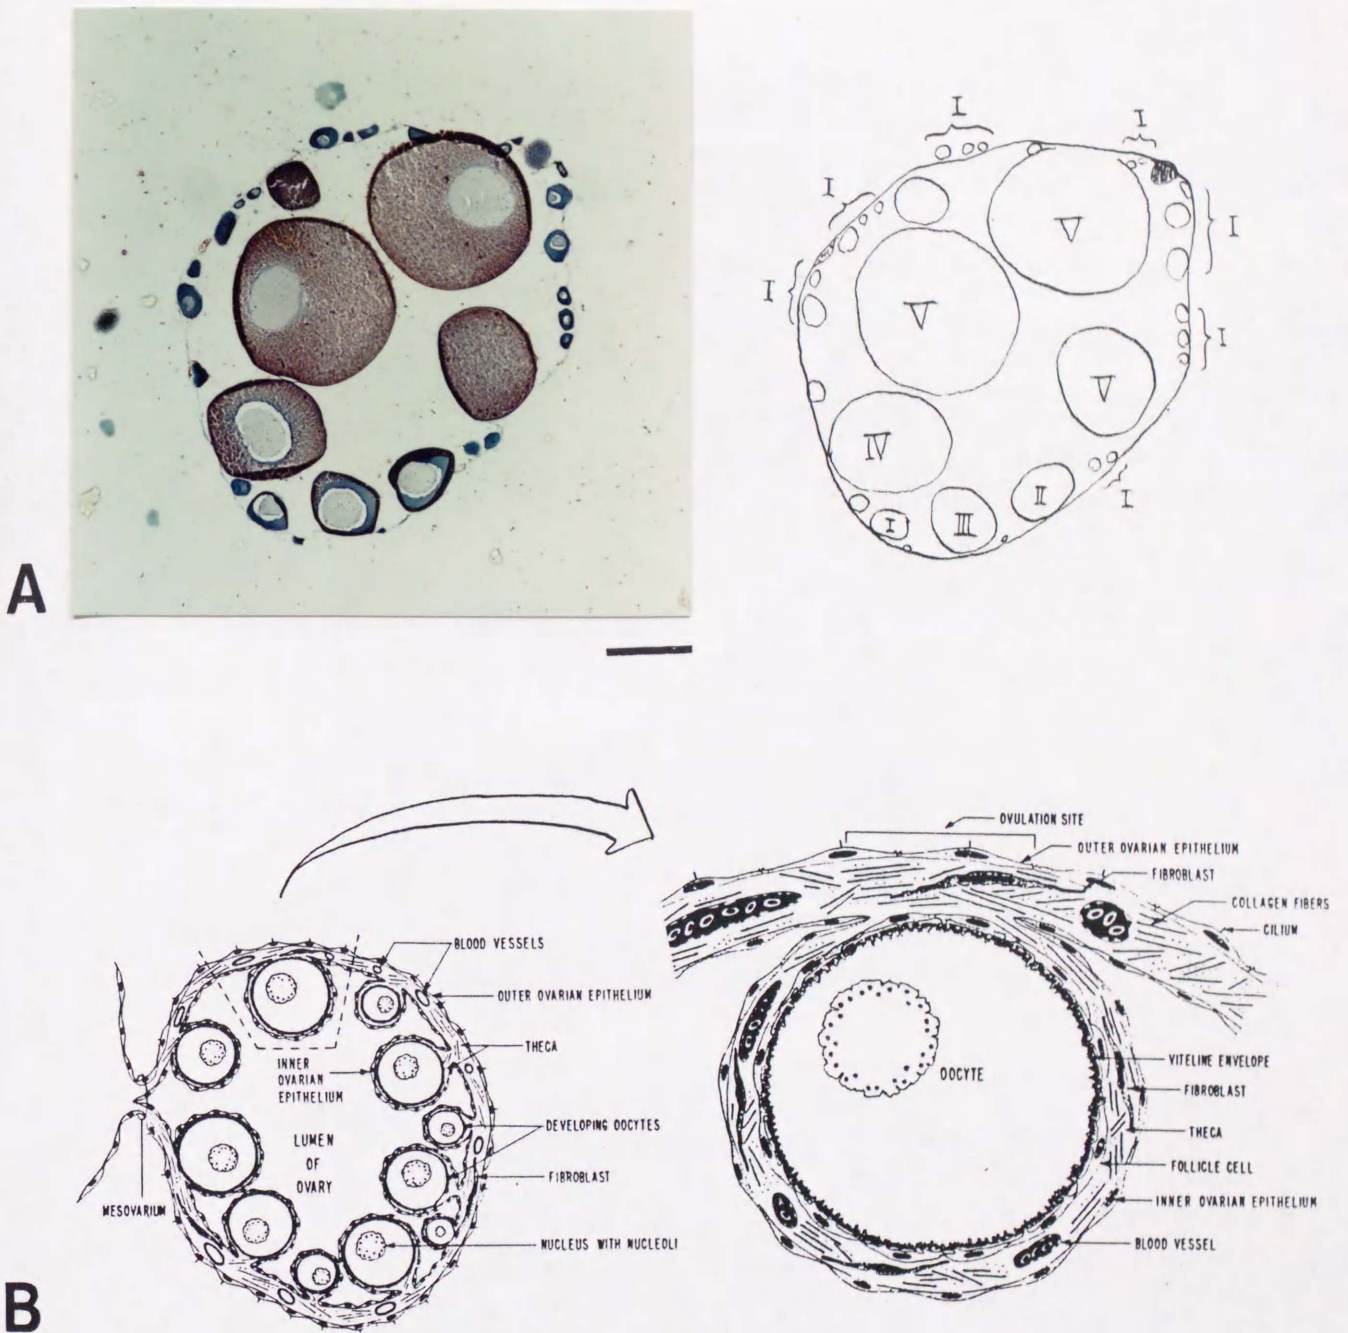 I
I
I
I
I
I
V
V
V
IV
I
II
III
I
A
OVULATION SITE
OUTER OVARIAN EPITHELIUM
FIBROBLAST
COLLAGEN FIBERS
CILIUM
BLOOD VESSELS
OUTER OVARIAN EPITHELIUM
THECA
INNER
OVARIAN
EPITHELIUM
DEVELOPING OOCYTES
LUMEN
OF
OVARY
FIBROBLAST
MESOVARIUM
NUCLEUS WITH NUCLEOLI
OOCYTE
VITELINE ENVELOPE
FIBROBLAST
THECA
FOLLICLE CELL
INNER OVARIAN EPITHELIUM
BLOOD VESSEL
B